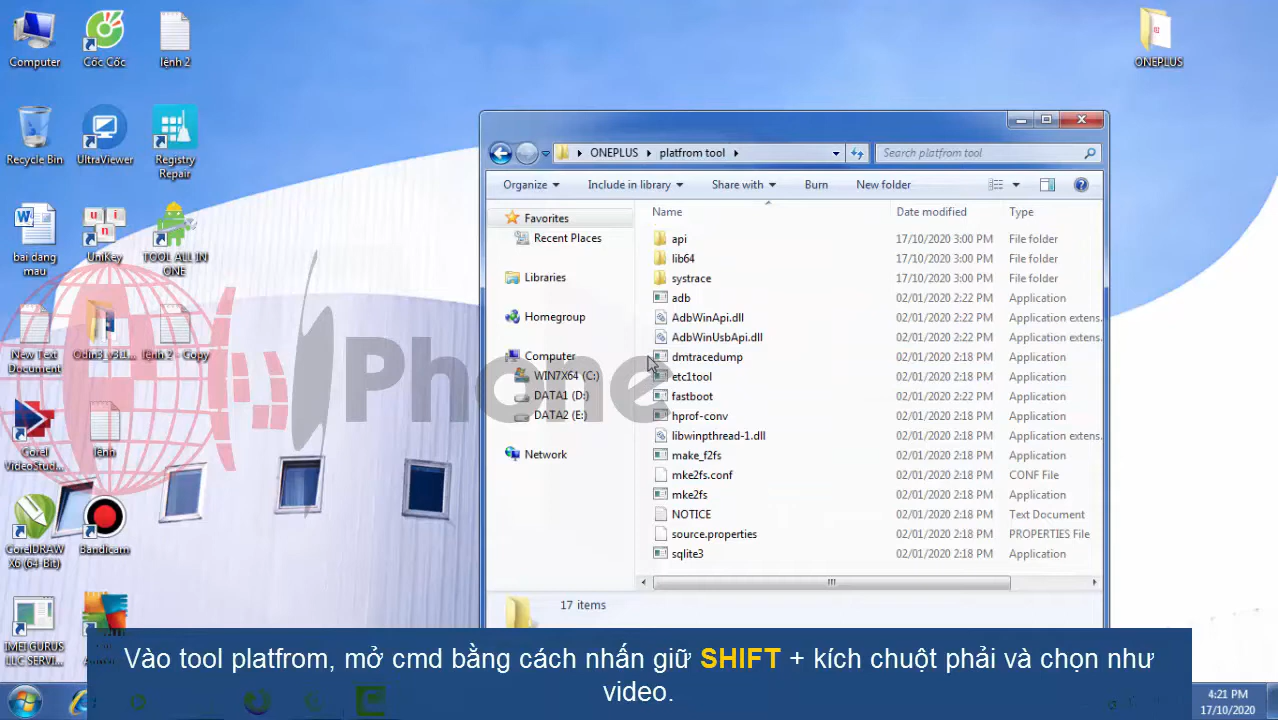 Computer
Cốc Cốc
lệnh 2
ONEPLUS
Recycle Bin
UltraViewer
Registry
Repair
bai dang
mau
UniKey
TOOL ALL IN
ONE
New Text
Document
Odin3_v3.1...
lệnh 2 - Copy
Corel
VideoStud...
lệnh
CorelDRAW
X6 (64-Bit)
Bandicam
IMEI GURUS
LLC SERVI...
Phone
ONEPLUS
platfrom tool
Search platfrom tool
Organize
Include in library
Share with
Burn
New folder
Favorites
Recent Places
Libraries
Homegroup
Computer
WIN7X64 (C:)
DATA1 (D:)
DATA2 (E:)
Network
Name Date modified Type
api 17/10/2020 3:00 PM File folder
lib64 17/10/2020 3:00 PM File folder
systrace 17/10/2020 3:00 PM File folder
adb 02/01/2020 2:22 PM Application
AdbWinApi.dll 02/01/2020 2:22 PM Application extens...
AdbWinUsbApi.dll 02/01/2020 2:22 PM Application extens...
dmtracedump 02/01/2020 2:18 PM Application
etc1tool 02/01/2020 2:18 PM Application
fastboot 02/01/2020 2:22 PM Application
hprof-conv 02/01/2020 2:18 PM Application
libwinpthread-1.dll 02/01/2020 2:18 PM Application extens...
make_f2fs 02/01/2020 2:18 PM Application
mke2fs.conf 02/01/2020 2:18 PM CONF File
mke2fs 02/01/2020 2:18 PM Application
NOTICE 02/01/2020 2:18 PM Text Document
source.properties 02/01/2020 2:18 PM PROPERTIES File
sqlite3 02/01/2020 2:18 PM Application
17 items
Vào tool platfrom, mở cmd bằng cách nhấn giữ SHIFT + kích chuột phải và chọn như
video.
4:21 PM
17/10/2020